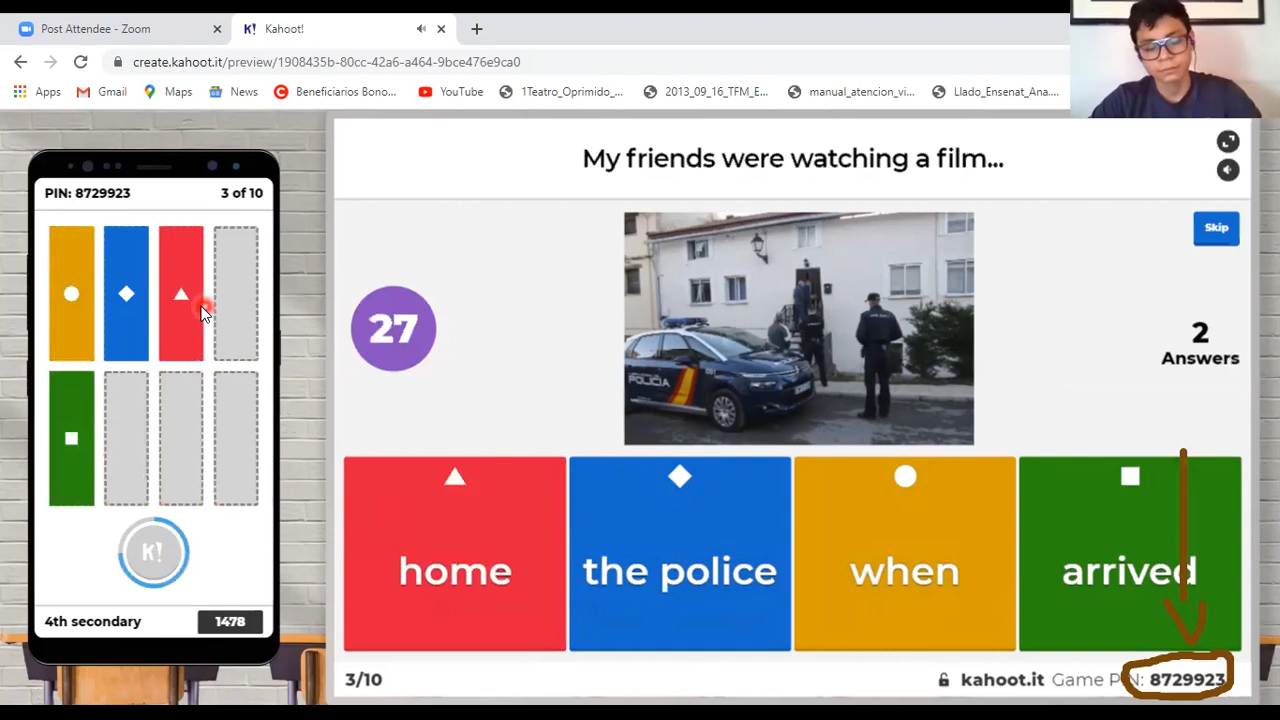 Post Attendee - Zoom
K! Kahoot!
create.kahoot.it/preview/1908435b-80cc-42a6-a464-9bce476e9ca0
Apps Gmail Maps News Beneficiarios Bono... YouTube 1Teatro_Oprimido_... 2013_09_16_TFM_E... manual_atencion_vi... Llado_Ensenat_Ana....
PIN: 8729923 3 of 10
K!
4th secondary 1478
My friends were watching a film...
Skip
27
POLICIA
2
Answers
home the police when arrived
3/10 kahoot.it Game PIN: 8729923